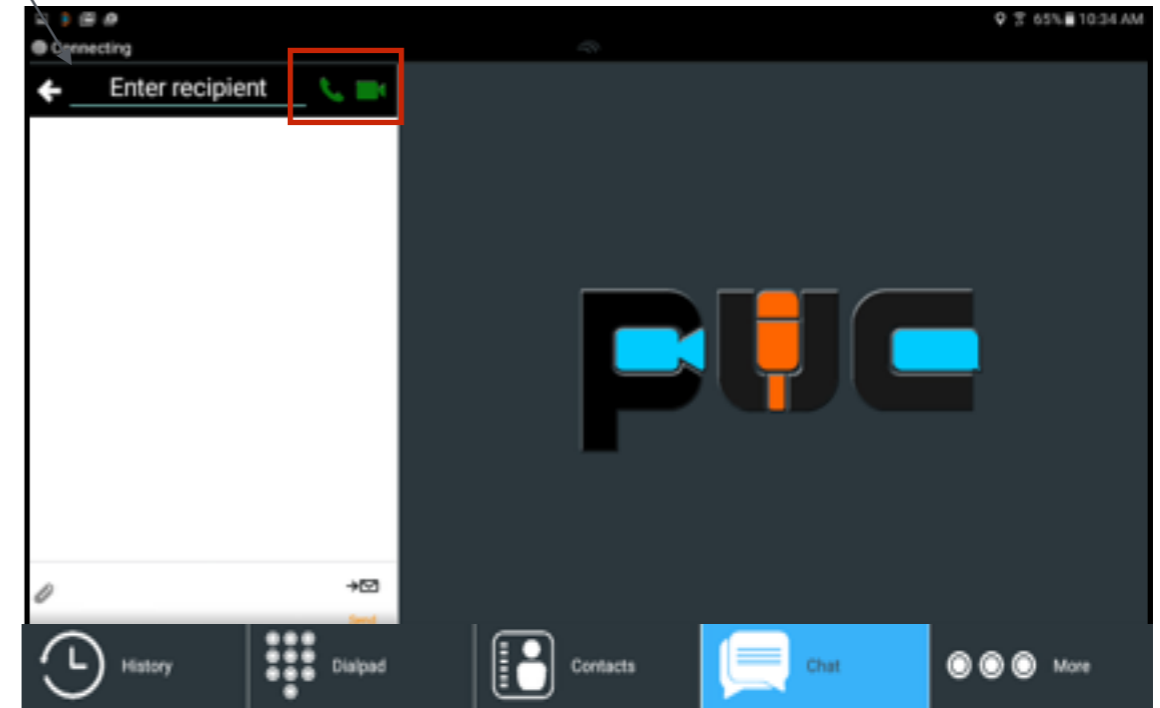 65% 10:34 AM
Connecting
Enter recipient
puc
Send
History
Dialpad
Contacts
Chat
More